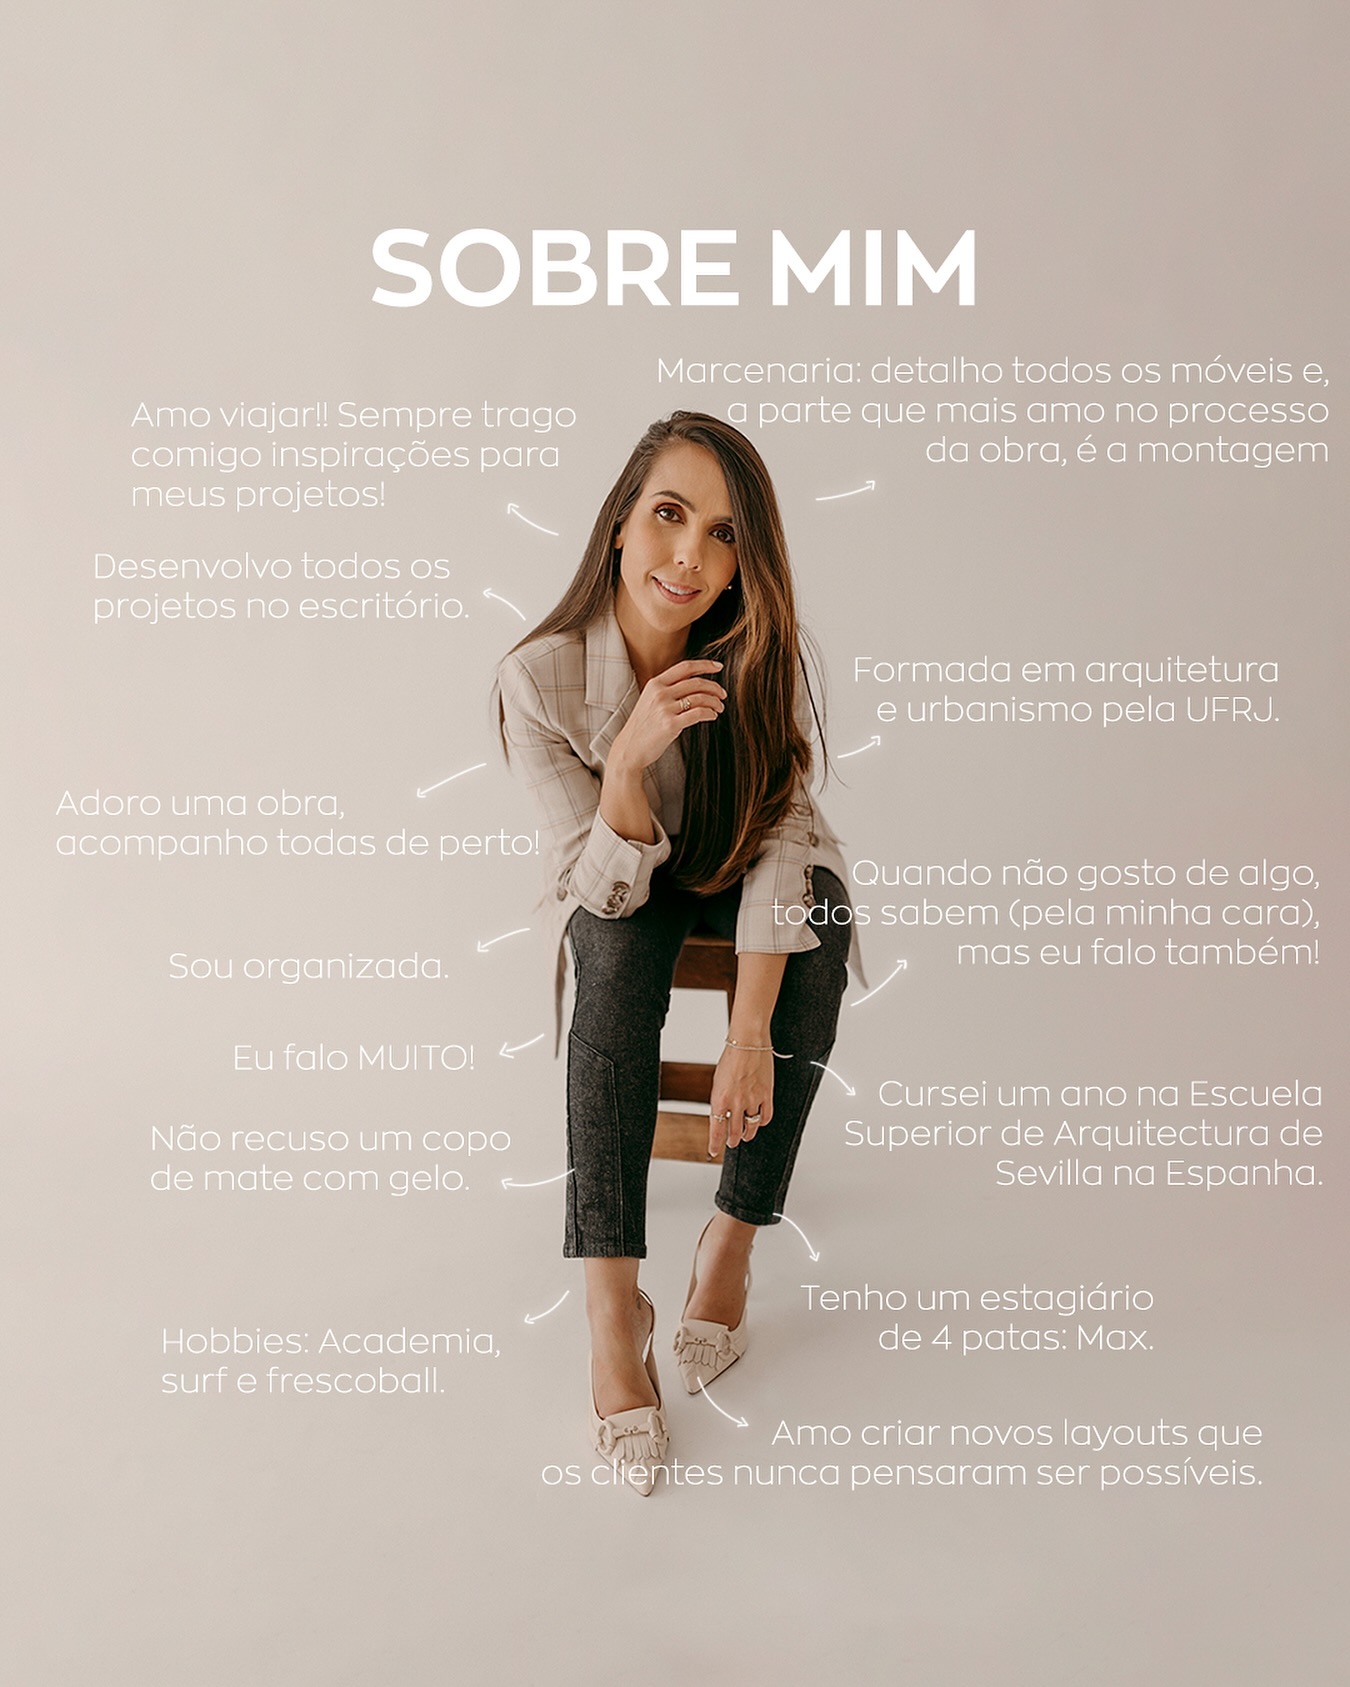 SOBRE MIM
Marcenaria: detalho todos os móveis e,
a parte que mais amo no processo
da obra, é a montagem
Amo viajar!! Sempre trago
comigo inspirações para
meus projetos!
Desenvolvo todos os
projetos no escritório.
Formada em arquitetura
e urbanismo pela UFRJ.
Adoro uma obra,
acompanho todas de perto!
Quando não gosto de algo,
todos sabem (pela minha cara),
mas eu falo também!
Sou organizada.
Eu falo MUITO!
Cursei um ano na Escuela
Superior de Arquitectura de
Sevilla na Espanha.
Não recuso um copo
de mate com gelo.
Tenho um estagiário
de 4 patas: Max.
Hobbies: Academia,
surf e frescoball.
Amo criar novos layouts que
os clientes nunca pensaram ser possíveis.